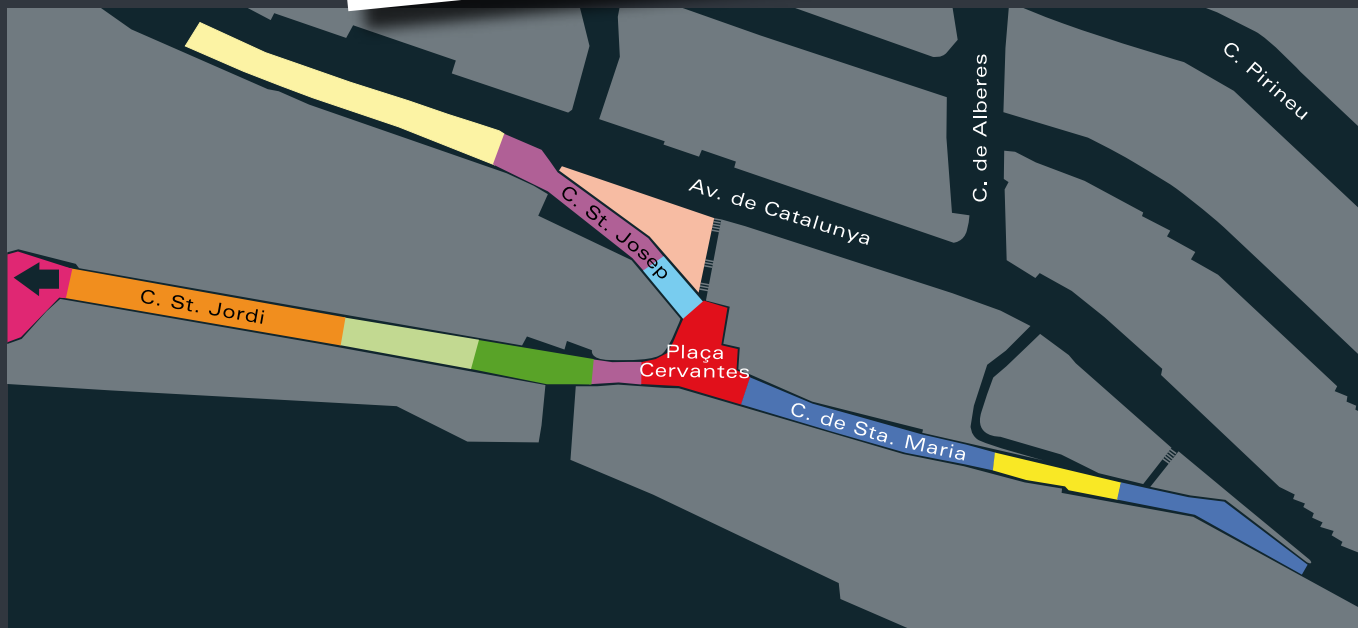 C. Pirineu
C. de Alberes
Av. de Catalunya
C. St. Josep
C. St. Jordi
Plaça
Cervantes
C. de Sta. Maria